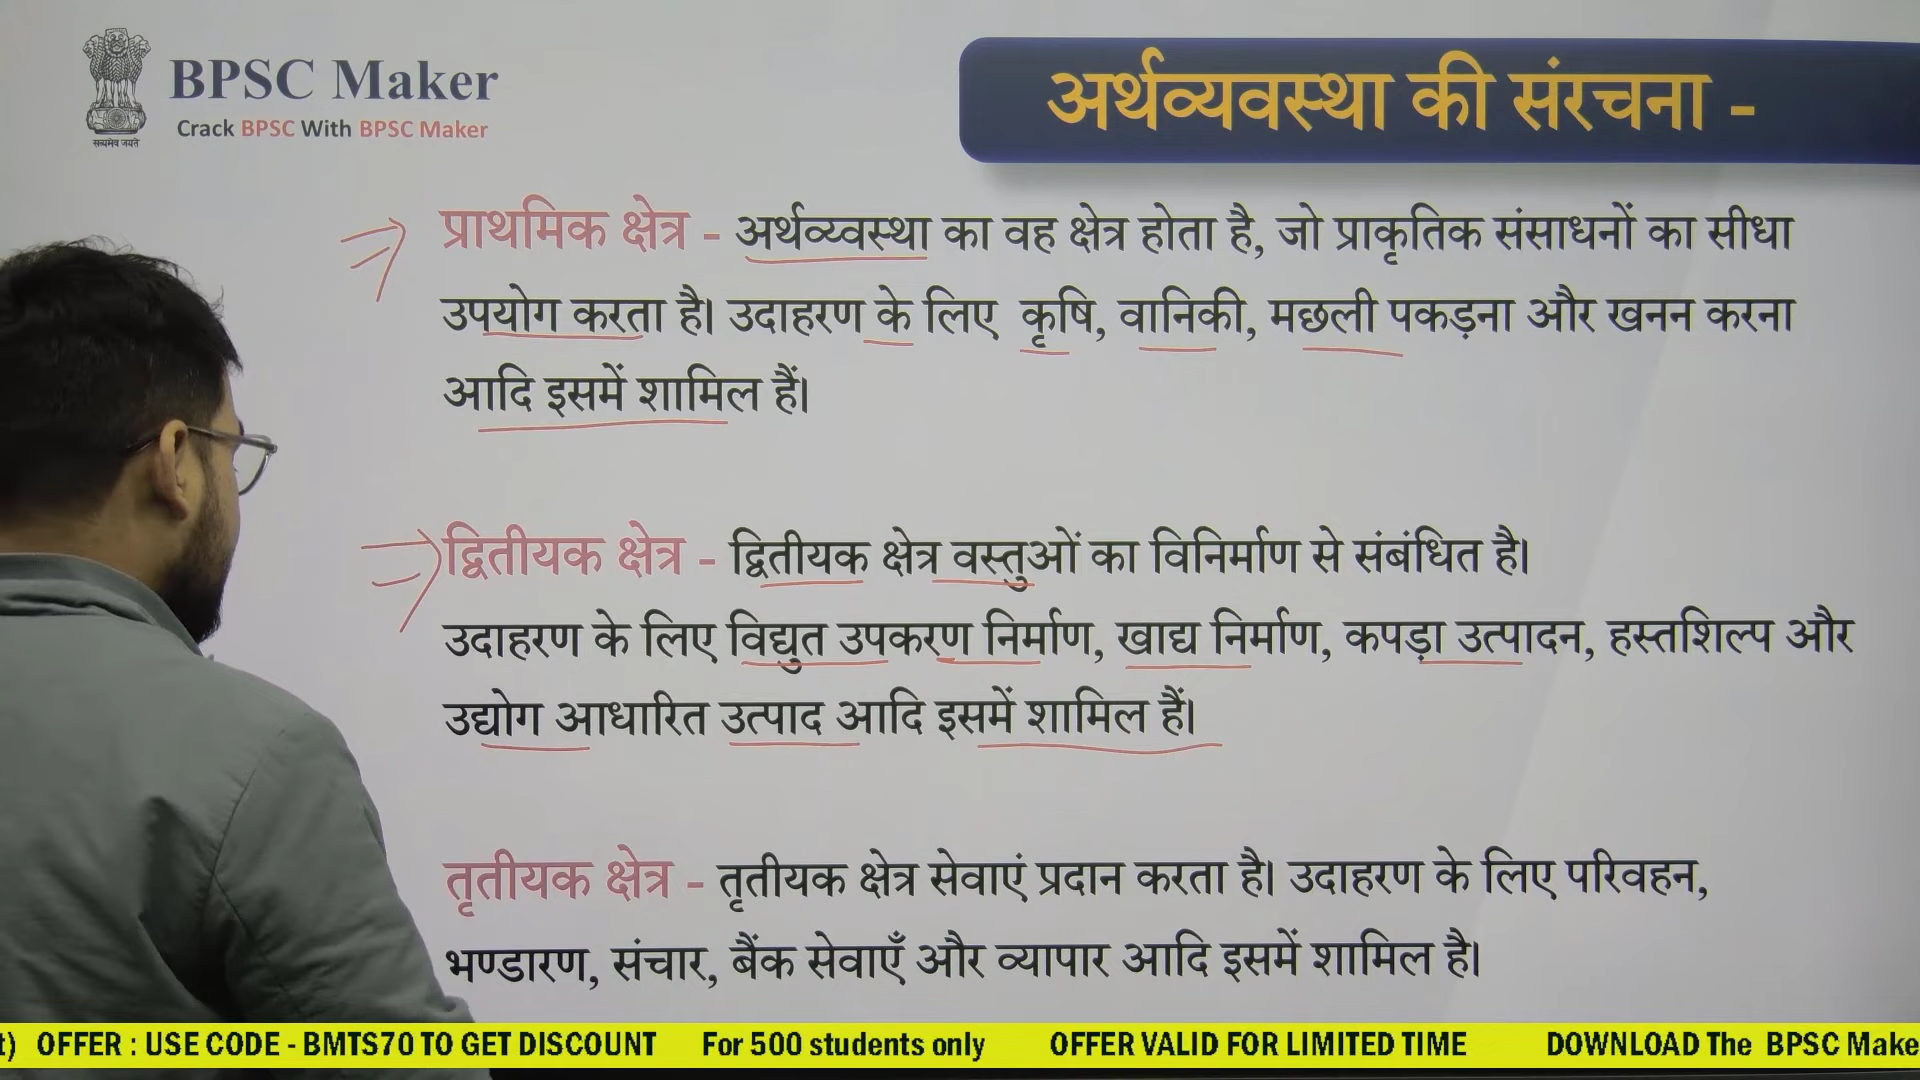 BPSC Maker
Crack BPSC With BPSC Maker
सत्यमेव जयते
अर्थव्यवस्था की संरचना -
प्राथमिक क्षेत्र - अर्थव्य्वस्था का वह क्षेत्र होता है, जो प्राकृतिक संसाधनों का सीधा
उपयोग करता है। उदाहरण के लिए कृषि, वानिकी, मछली पकड़ना और खनन करना
आदि इसमें शामिल हैं।
द्वितीयक क्षेत्र - द्वितीयक क्षेत्र वस्तुओं का विनिर्माण से संबंधित है।
उदाहरण के लिए विद्युत उपकरण निर्माण, खाद्य निर्माण, कपड़ा उत्पादन, हस्तशिल्प और
उद्योग आधारित उत्पाद आदि इसमें शामिल हैं।
तृतीयक क्षेत्र - तृतीयक क्षेत्र सेवाएं प्रदान करता है। उदाहरण के लिए परिवहन,
भण्डारण, संचार, बैंक सेवाएँ और व्यापार आदि इसमें शामिल है।
t) OFFER : USE CODE - BMTS70 TO GET DISCOUNT For 500 students only OFFER VALID FOR LIMITED TIME DOWNLOAD The BPSC Make